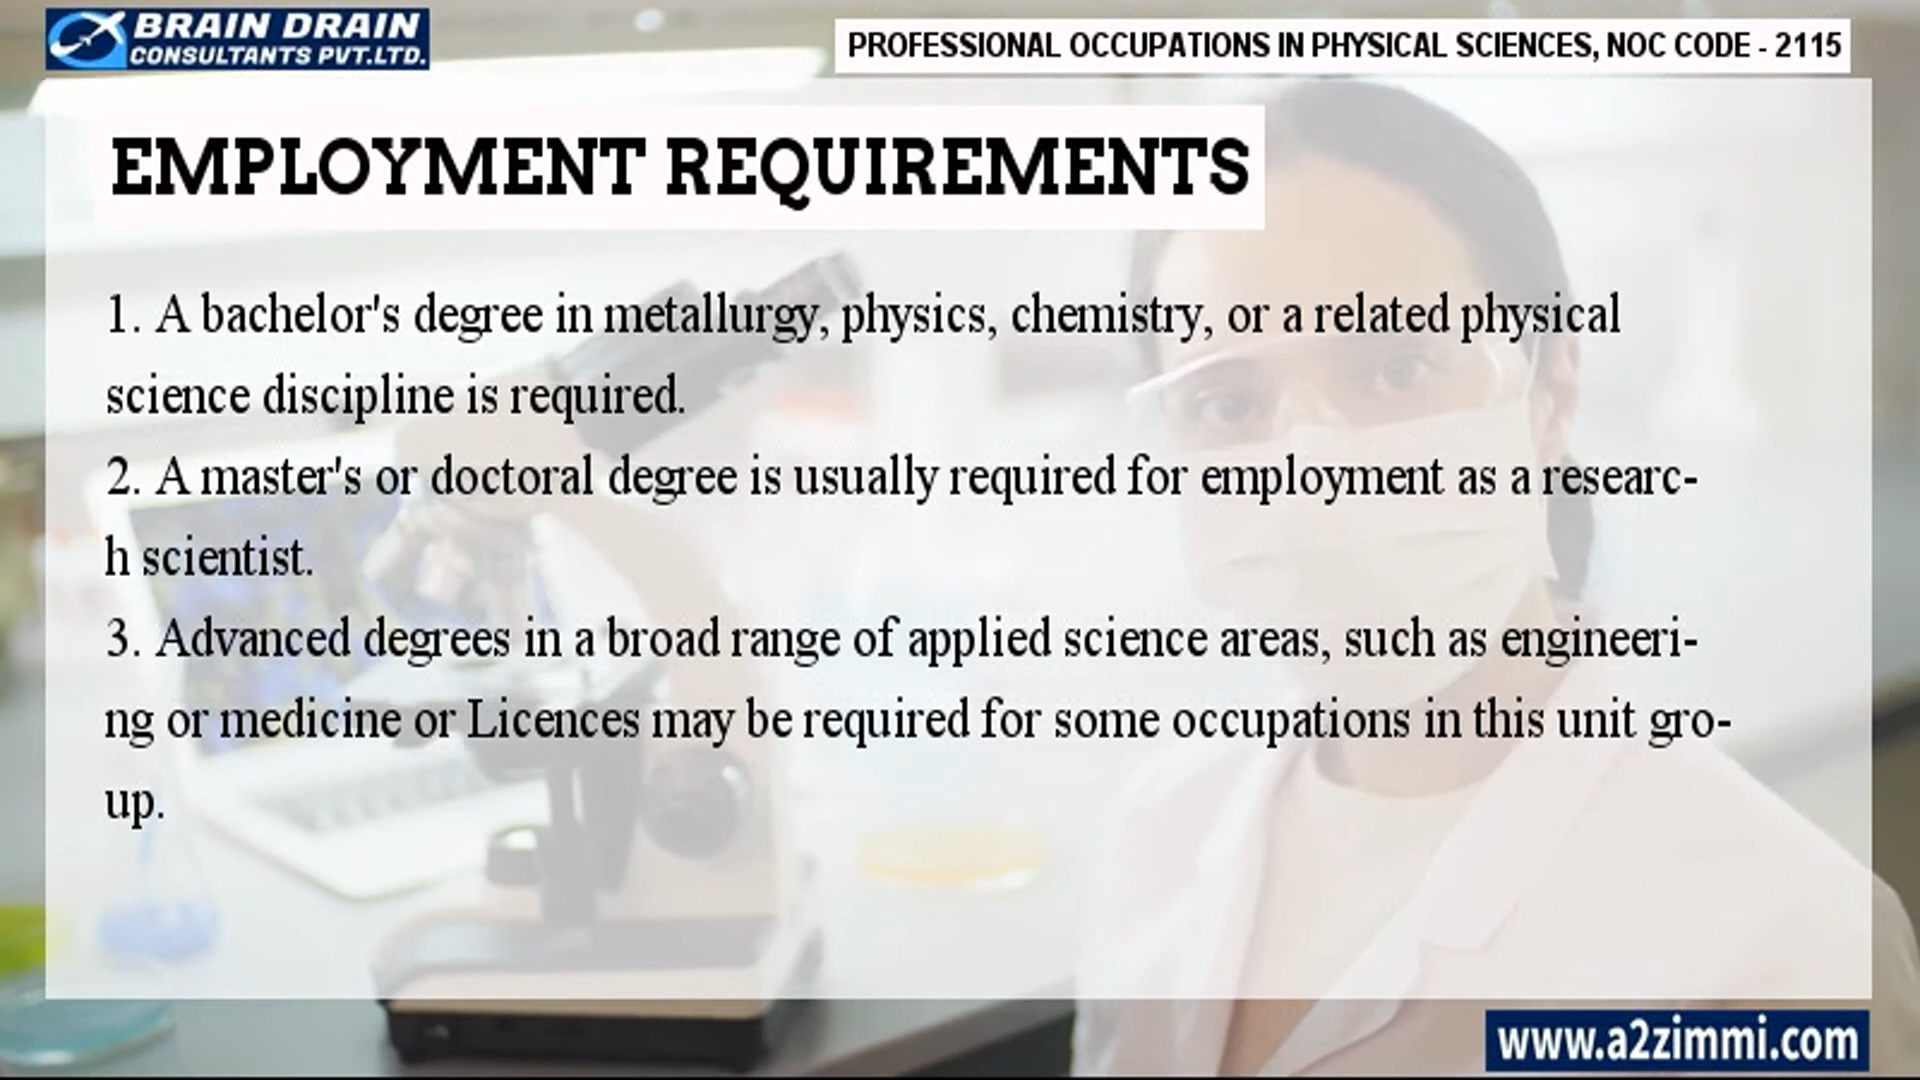 BRAIN DRAIN
CONSULTANTS PVT.LTD.
PROFESSIONAL OCCUPATIONS IN PHYSICAL SCIENCES, NOC CODE - 2115
EMPLOYMENT REQUIREMENTS
1. A bachelor's degree in metallurgy, physics, chemistry, or a related physical
science discipline is required.
2. A master's or doctoral degree is usually required for employment as a researc-
h scientist.
3. Advanced degrees in a broad range of applied science areas, such as engineeri-
ng or medicine or Licences may be required for some occupations in this unit gro-
up.
www.a2zimmi.com